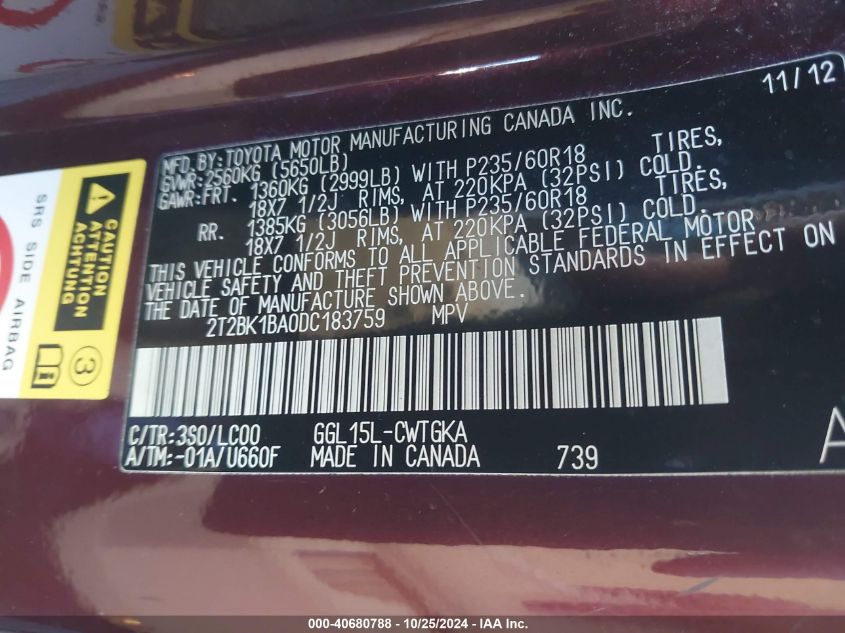 11/12
MFD.BY:TOYOTA MOTOR MANUFACTURING CANADA INC.
GVWR:2560KG (5650LB)
GAWR:FRT. 1360KG (2999LB) WITH P235/60R18 TIRES,
18X7 1/2J RIMS, AT 220KPA (32PSI) COLD.
RR. 1385KG (3056LB) WITH P235/60R18 TIRES,
18X7 1/2J RIMS, AT 220KPA (32PSI) COLD.
THIS VEHICLE CONFORMS TO ALL APPLICABLE FEDERAL MOTOR
VEHICLE SAFETY AND THEFT PREVENTION STANDARDS IN EFFECT ON
THE DATE OF MANUFACTURE SHOWN ABOVE.
2T2BK1BA0DC183759 MPV
C/TR:3S0/LC00 GGL15L-CWTGKA
A/TM:-01A/U660F MADE IN CANADA 739
A
SRS SIDE AIRBAG
CAUTION
ATTENTION
ACHTUNG
3
000-40680788 - 10/25/2024 - IAA Inc.